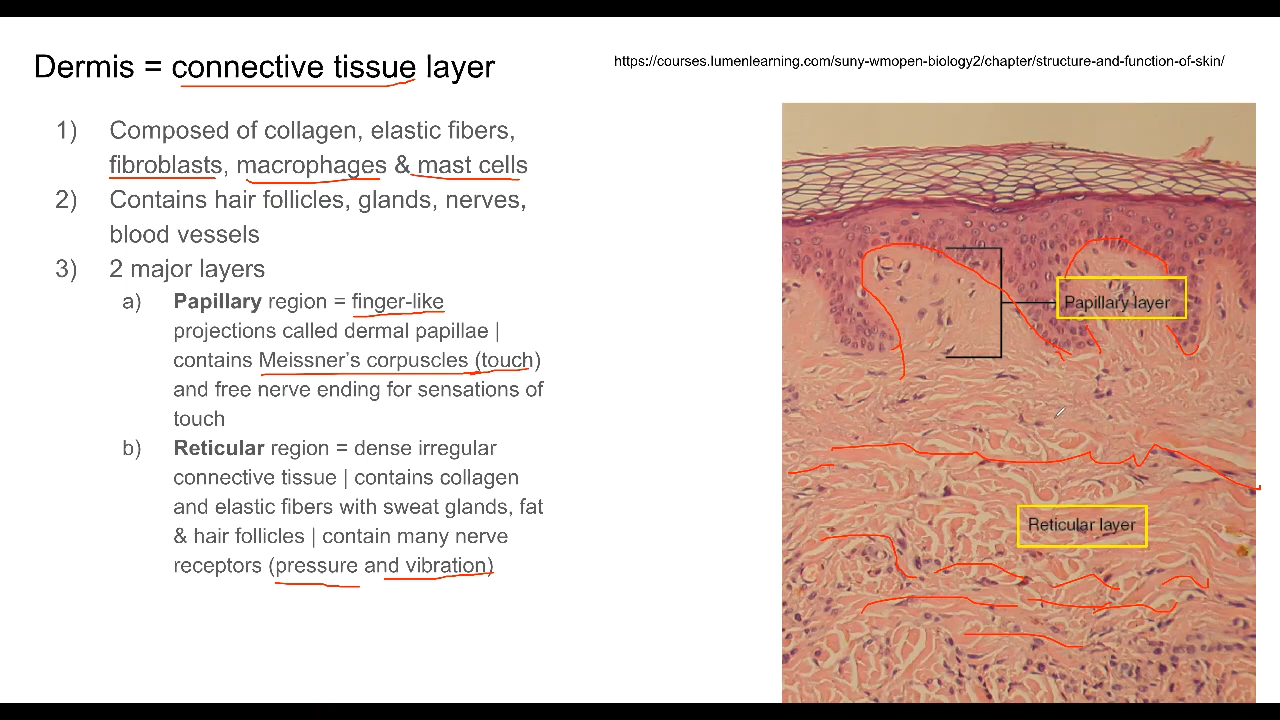 Dermis = connective tissue layer
https://courses.lumenlearning.com/suny-wmopen-biology2/chapter/structure-and-function-of-skin/
1) Composed of collagen, elastic fibers,
fibroblasts, macrophages & mast cells
2) Contains hair follicles, glands, nerves,
blood vessels
3) 2 major layers
a) Papillary region = finger-like
projections called dermal papillae |
contains Meissner's corpuscles (touch)
and free nerve ending for sensations of
touch
b) Reticular region = dense irregular
connective tissue | contains collagen
and elastic fibers with sweat glands, fat
& hair follicles | contain many nerve
receptors (pressure and vibration)
Papillary layer
Reticular layer